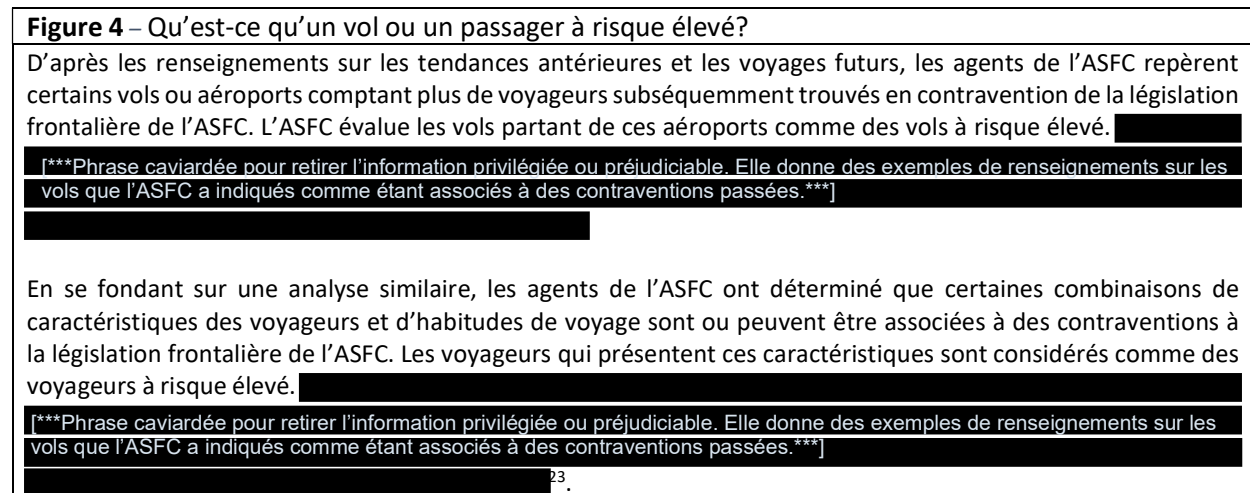 Figure 4 – Qu’est-ce qu’un vol ou un passager à risque élevé?
D’après les renseignements sur les tendances antérieures et les voyages futurs, les agents de l’ASFC repèrent
certains vols ou aéroports comptant plus de voyageurs subséquemment trouvés en contravention de la législation
frontalière de l’ASFC. L’ASFC évalue les vols partant de ces aéroports comme des vols à risque élevé.
[***Phrase caviardée pour retirer l’information privilégiée ou préjudiciable. Elle donne des exemples de renseignements sur les
vols que l’ASFC a indiqués comme étant associés à des contraventions passées.***]
En se fondant sur une analyse similaire, les agents de l’ASFC ont déterminé que certaines combinaisons de
caractéristiques des voyageurs et d’habitudes de voyage sont ou peuvent être associées à des contraventions à
la législation frontalière de l’ASFC. Les voyageurs qui présentent ces caractéristiques sont considérés comme des
voyageurs à risque élevé.
[***Phrase caviardée pour retirer l’information privilégiée ou préjudiciable. Elle donne des exemples de renseignements sur les
vols que l’ASFC a indiqués comme étant associés à des contraventions passées.***]
23.